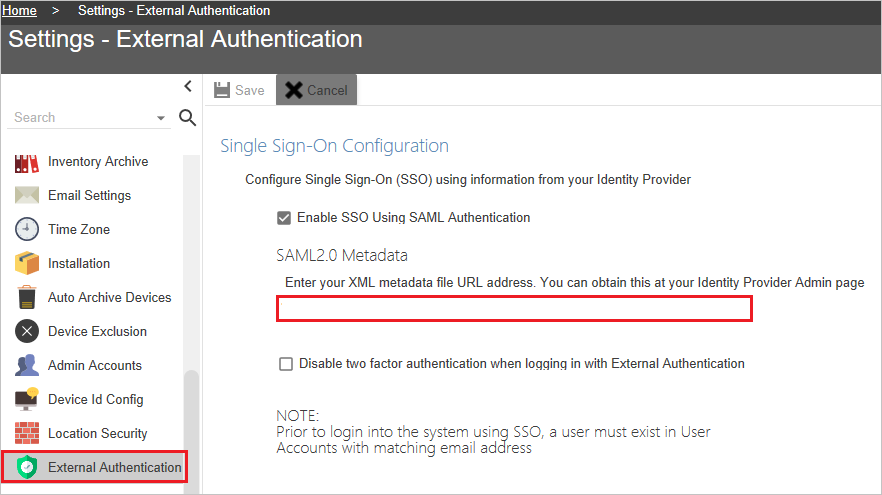 Home > Settings - External Authentication
Settings - External Authentication
Search
Inventory Archive
Email Settings
Time Zone
Installation
Auto Archive Devices
Device Exclusion
Admin Accounts
Device Id Config
Location Security
External Authentication
Save Cancel
Single Sign-On Configuration
Configure Single Sign-On (SSO) using information from your Identity Provider
Enable SSO Using SAML Authentication
SAML2.0 Metadata
Enter your XML metadata file URL address. You can obtain this at your Identity Provider Admin page
Disable two factor authentication when logging in with External Authentication
NOTE:
Prior to login into the system using SSO, a user must exist in User
Accounts with matching email address